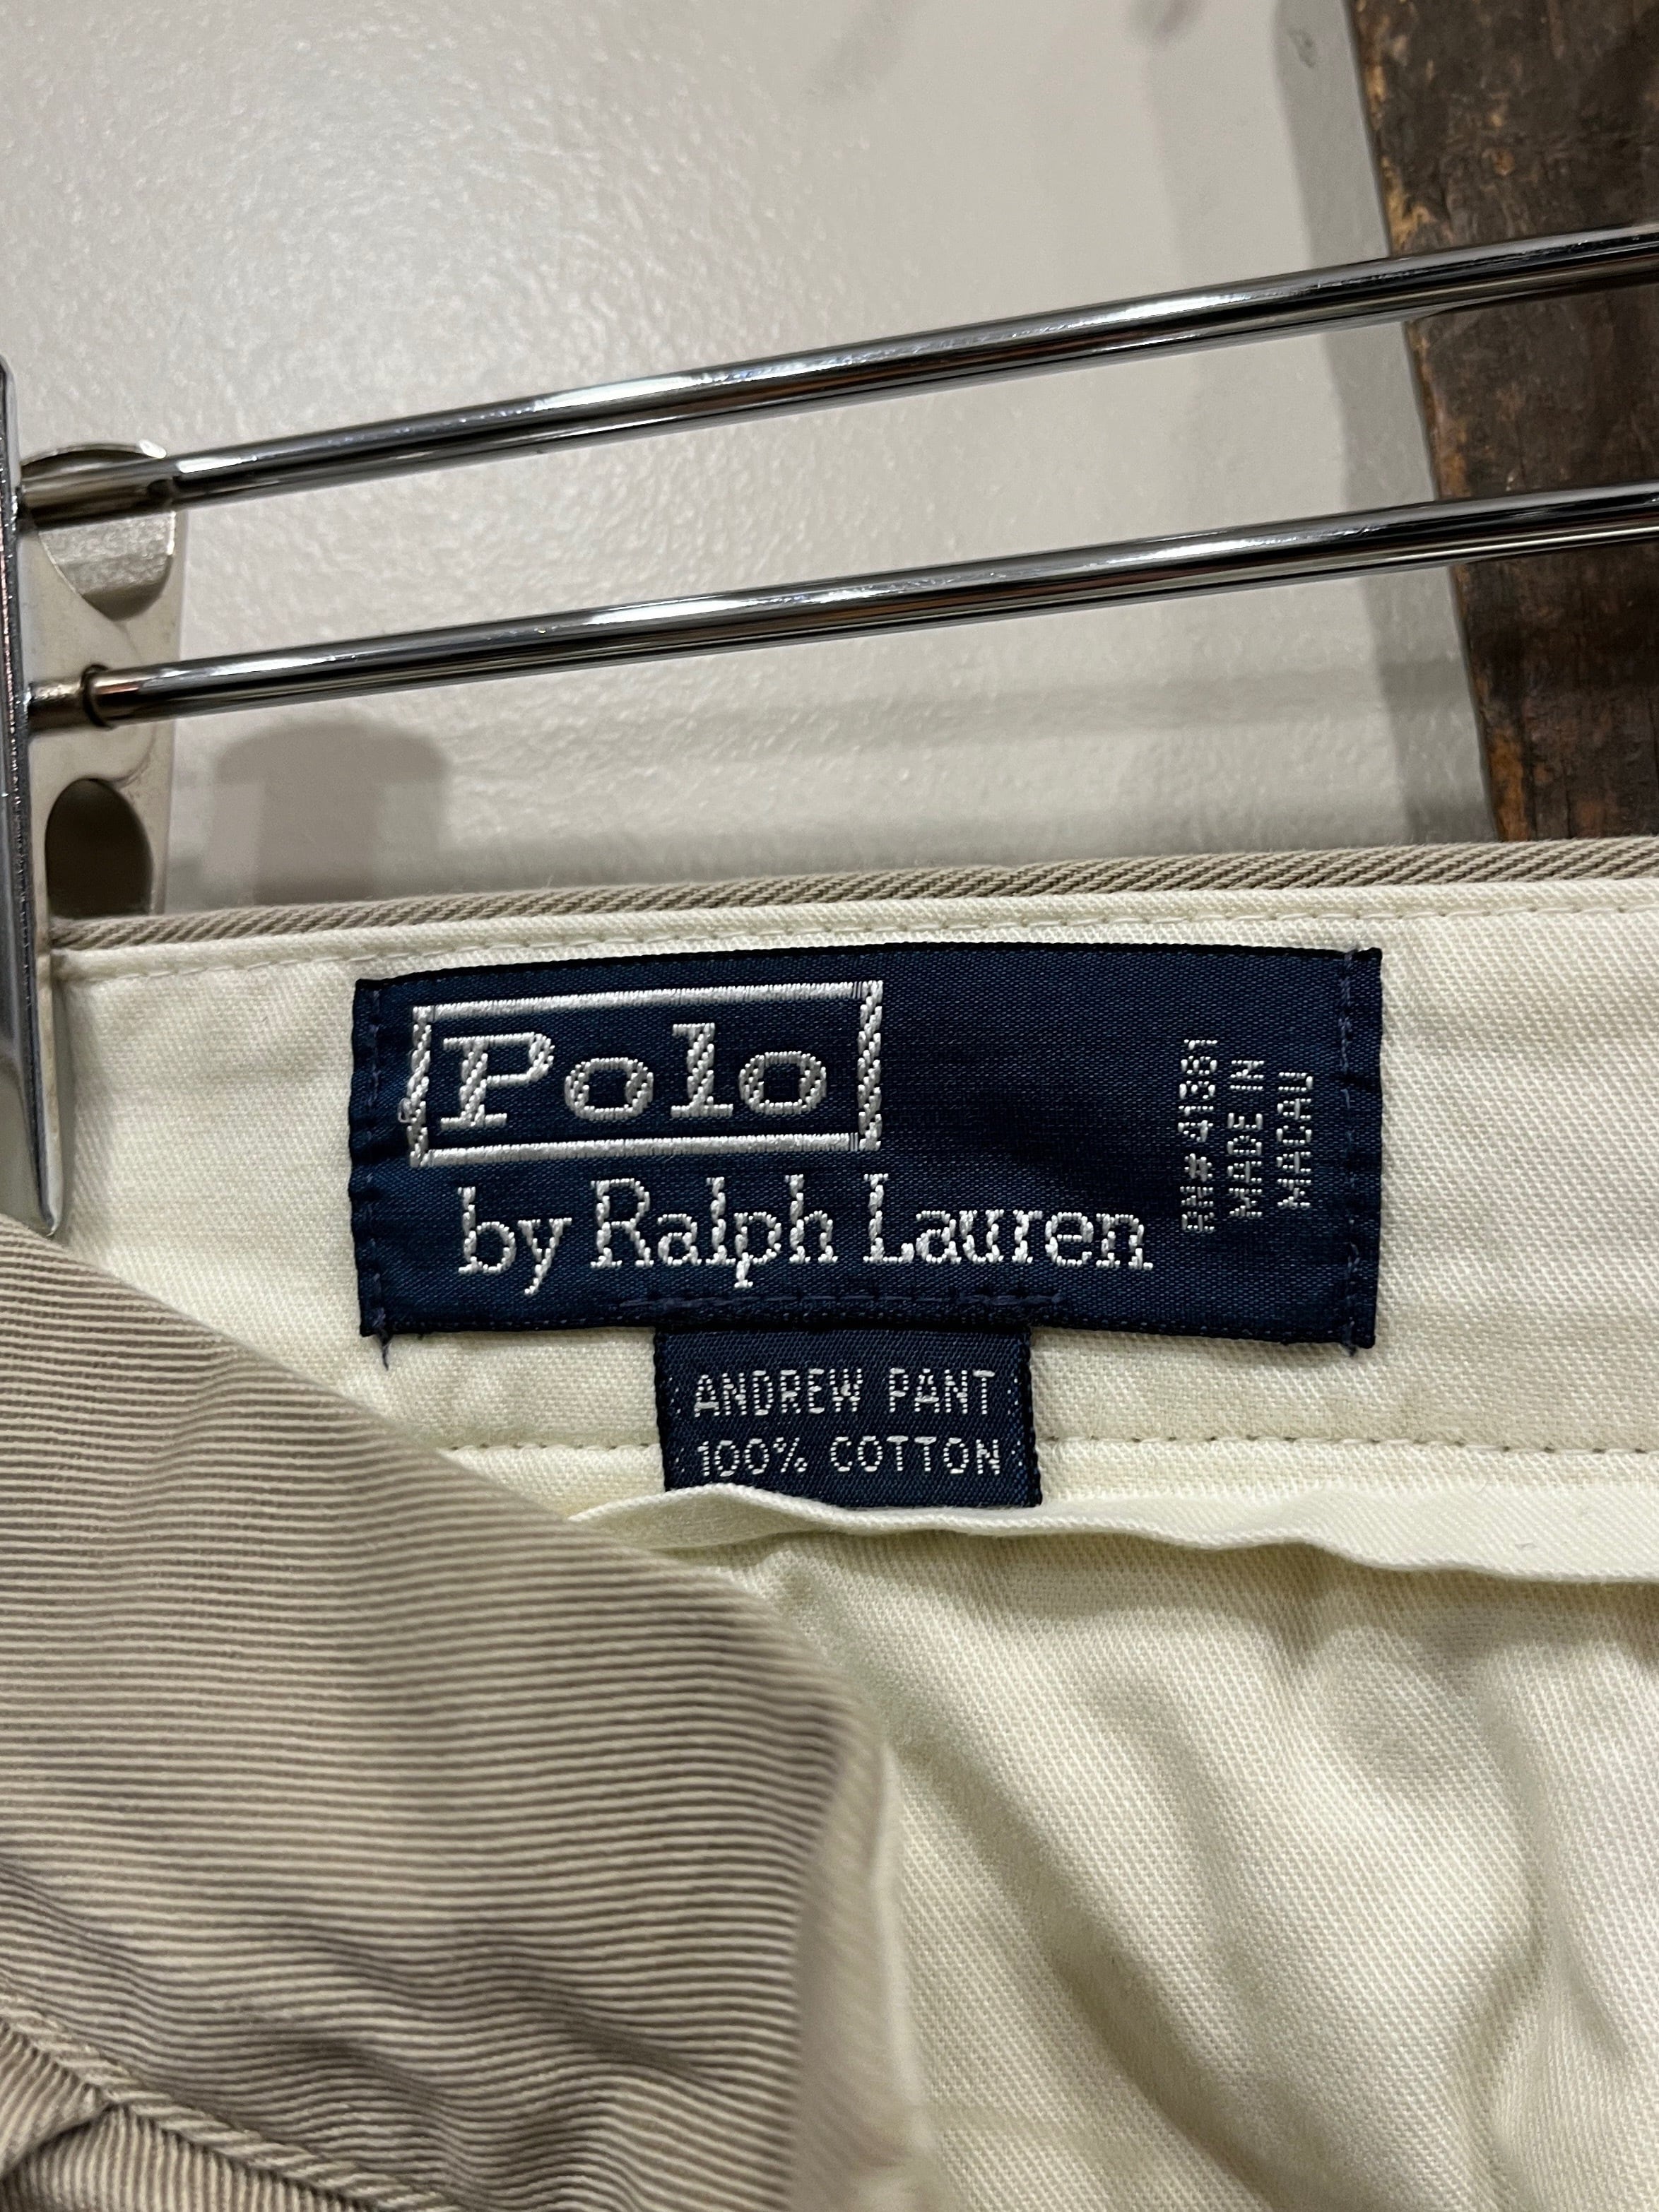 Polo
by Ralph Lauren
RN# 41381
MADE IN
MACAU
ANDREW PANT
100% COTTON